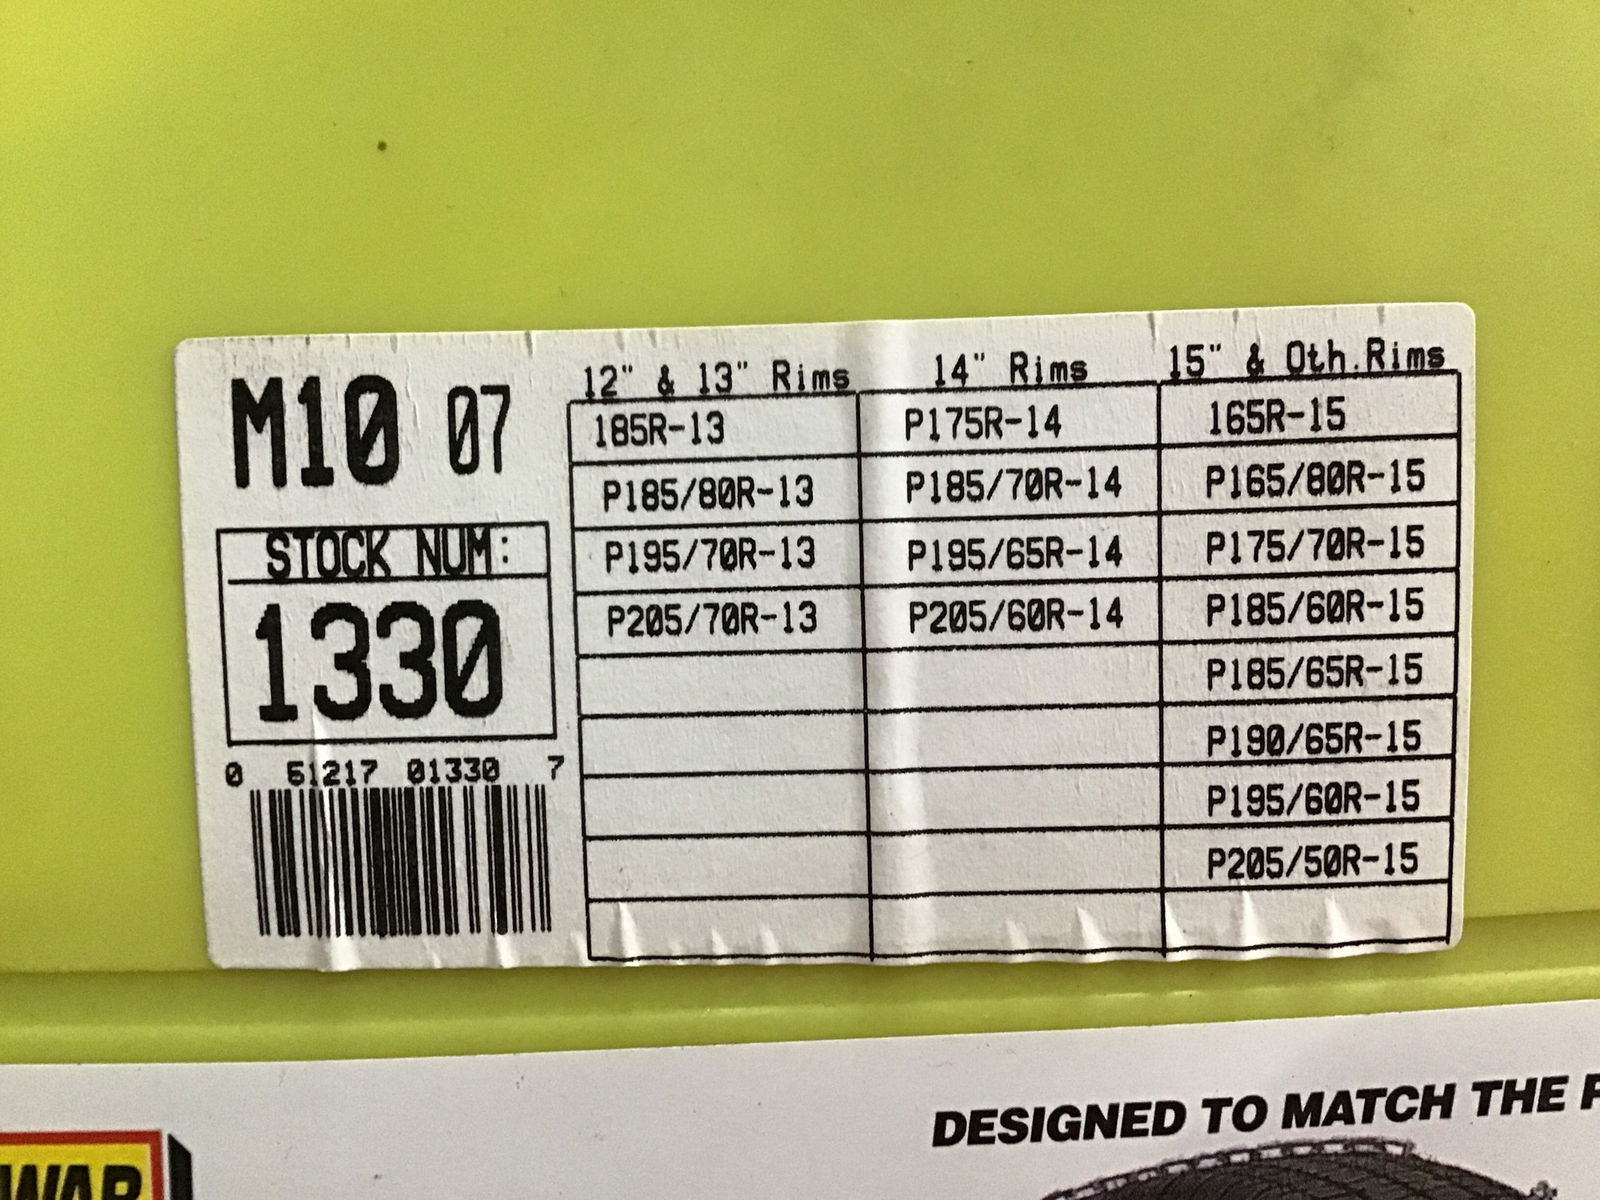 M10 07
STOCK NUM:
1330
0 61217 01330 7
12" & 13" Rims 14" Rims 15" & Oth.Rims
185R-13 P175R-14 165R-15
P185/80R-13 P185/70R-14 P165/80R-15
P195/70R-13 P195/65R-14 P175/70R-15
P205/70R-13 P205/60R-14 P185/60R-15
P185/65R-15
P190/65R-15
P195/60R-15
P205/50R-15
DESIGNED TO MATCH THE